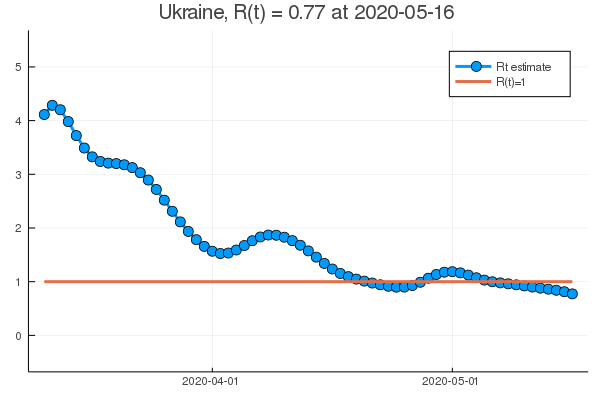 Ukraine, R(t) = 0.77 at 2020-05-16
Rt estimate
R(t)=1
5
4
3
2
1
0
2020-04-01
2020-05-01